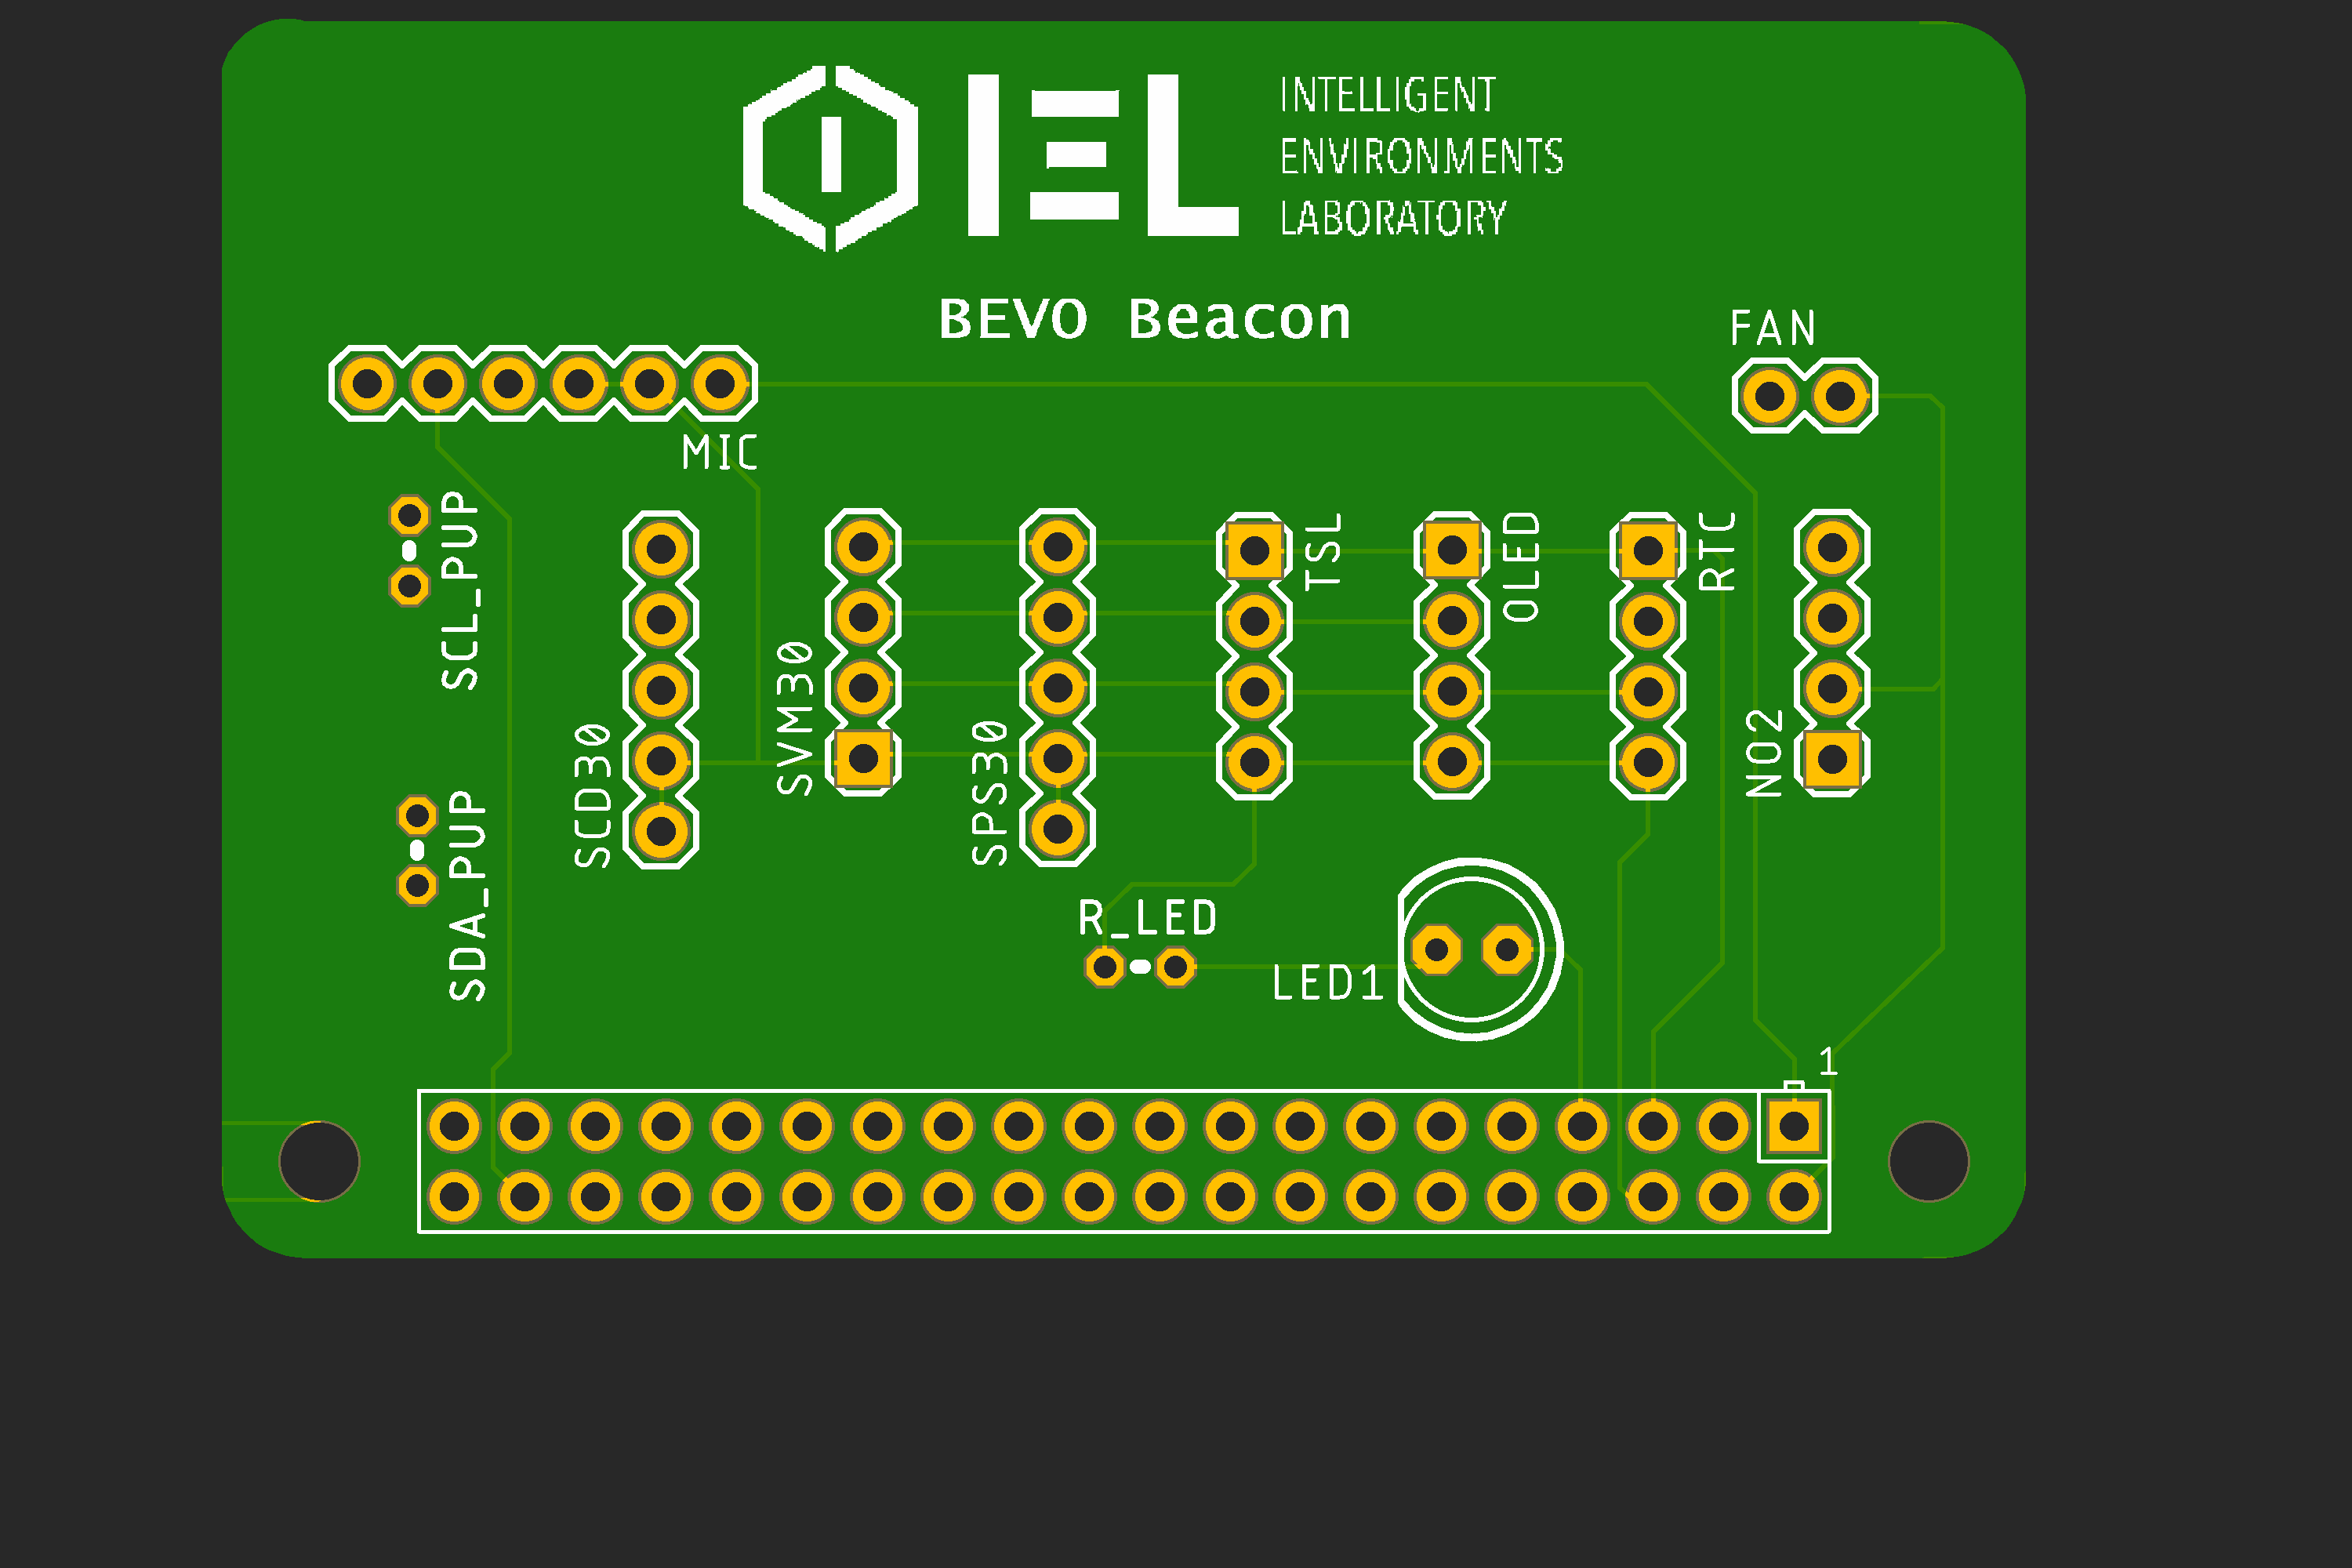 IEL
INTELLIGENT
ENVIRONMENTS
LABORATORY
BEVO Beacon
FAN
MIC
SCL_PUP
TSL
OLED
RTC
SVM30
SCD30
SPS30
NO2
SDA_PUP
R_LED
LED1
1